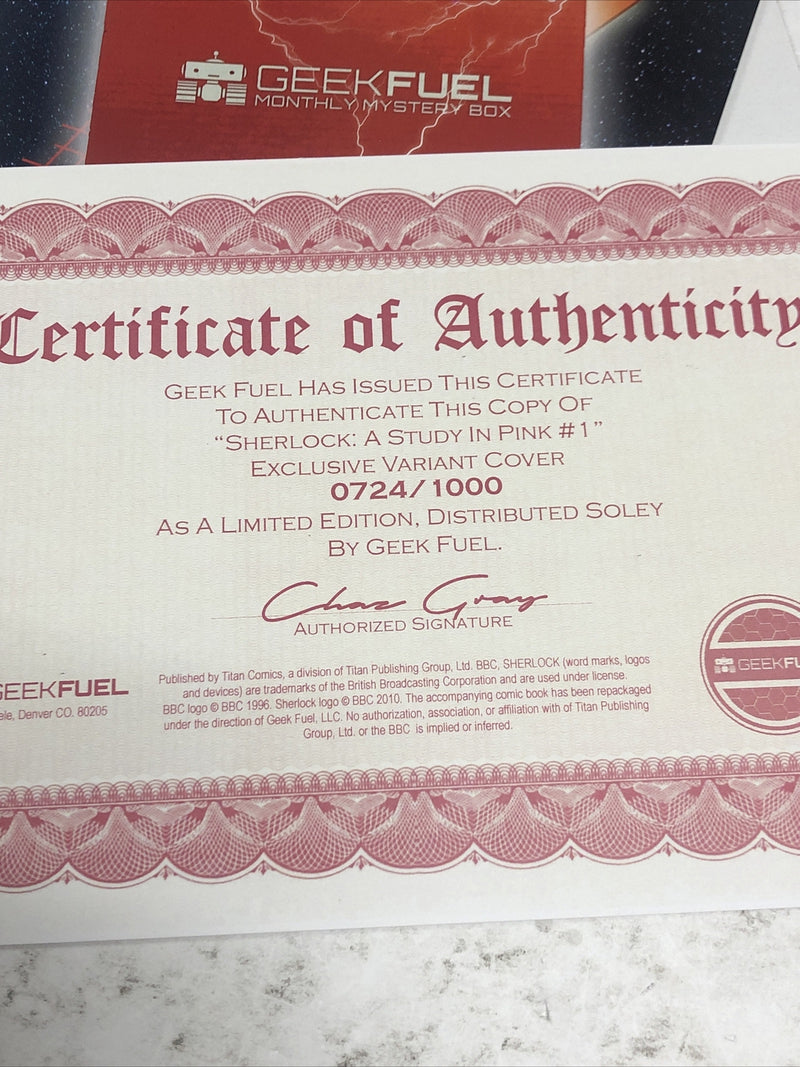 GEEKFUEL
MONTHLY MYSTERY BOX
Certificate of Authenticity
GEEK FUEL HAS ISSUED THIS CERTIFICATE
TO AUTHENTICATE THIS COPY OF
“SHERLOCK: A STUDY IN PINK #1”
EXCLUSIVE VARIANT COVER
0724/1000
AS A LIMITED EDITION, DISTRIBUTED SOLEY
BY GEEK FUEL.
Chaz Gray
AUTHORIZED SIGNATURE
GEEKFUEL
Denver CO. 80205
Published by Titan Comics, a division of Titan Publishing Group, Ltd. BBC, SHERLOCK (word marks, logos
and devices) are trademarks of the British Broadcasting Corporation and are used under license.
BBC logo © BBC 1996. Sherlock logo © BBC 2010. The accompanying comic book has been repackaged
under the direction of Geek Fuel, LLC. No authorization, association, or affiliation with of Titan Publishing
Group, Ltd. or the BBC is implied or inferred.
GEEKFU